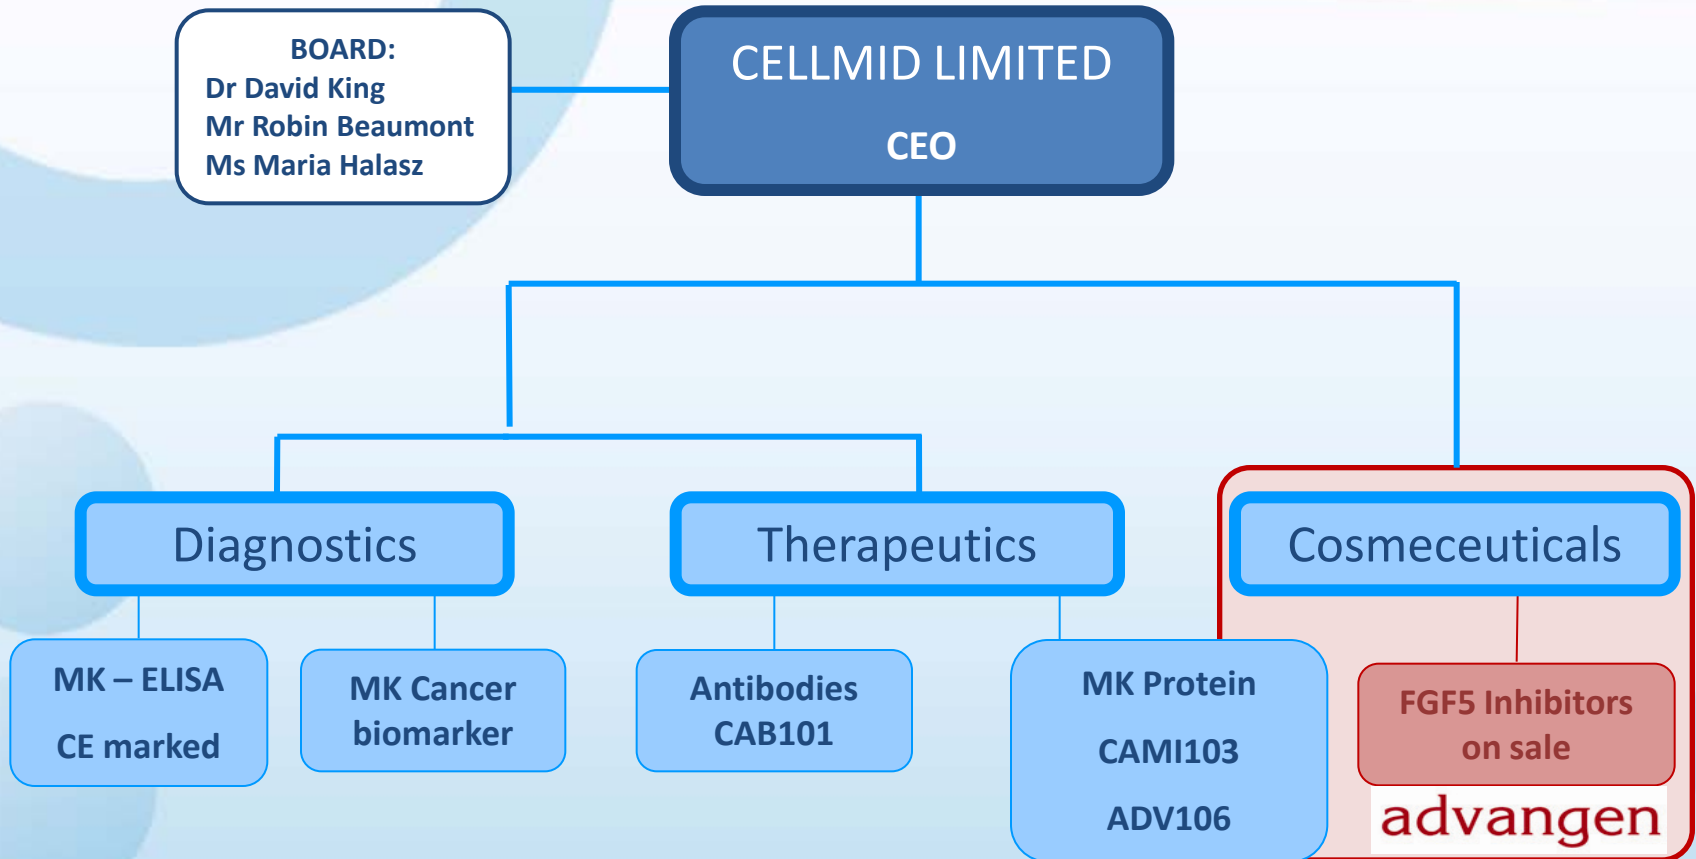 BOARD:
Dr David King
Mr Robin Beaumont
Ms Maria Halasz
CELLMID LIMITED
CEO
Diagnostics
Therapeutics
Cosmeceuticals
MK – ELISA
CE marked
MK Cancer
biomarker
Antibodies
CAB101
MK Protein
CAMI103
ADV106
FGF5 Inhibitors
on sale
advangen